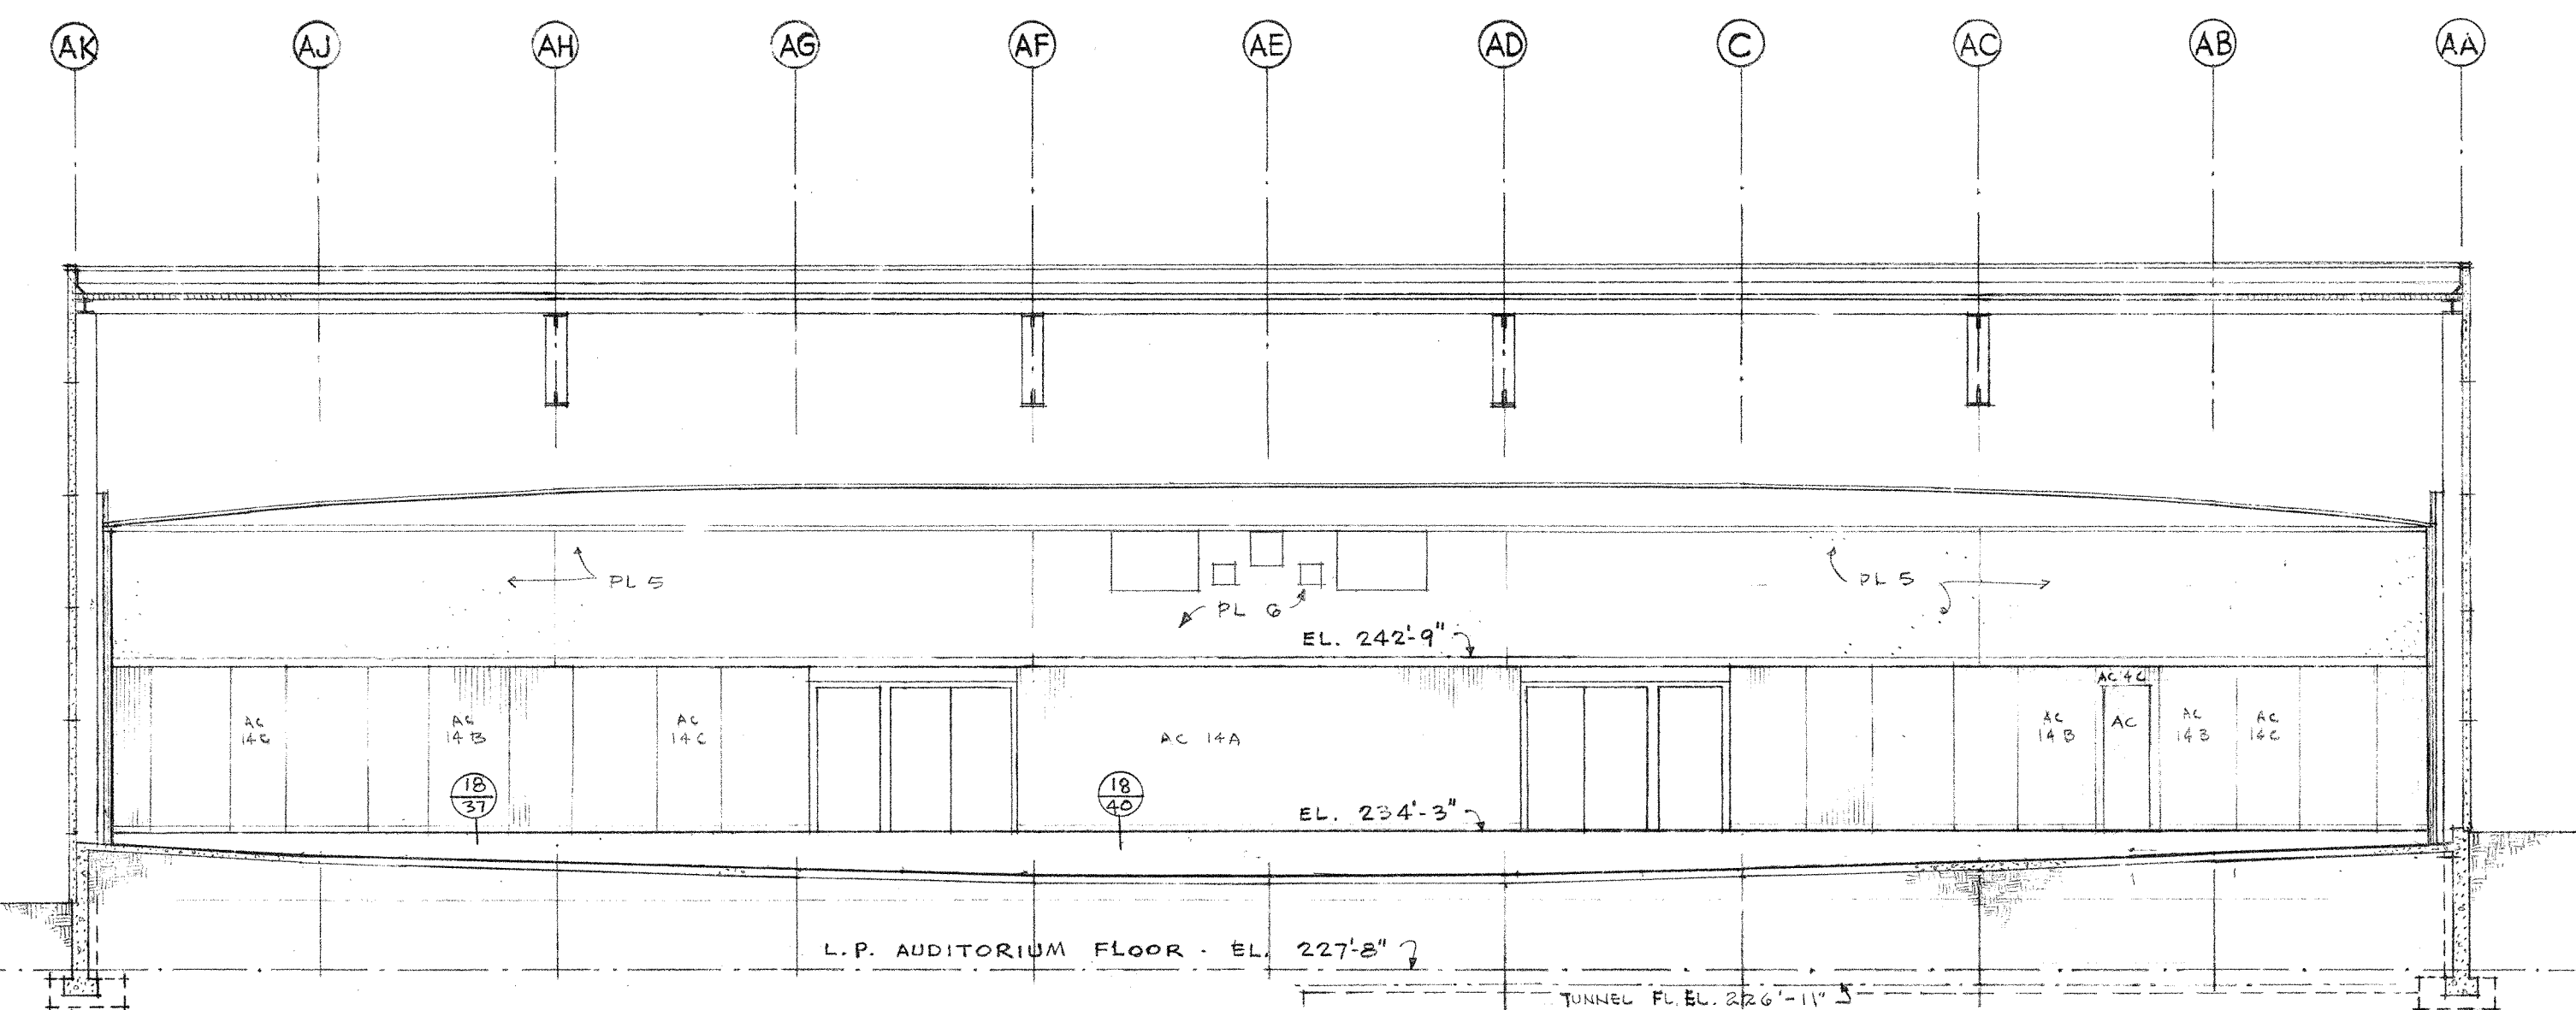 AK AJ AH AG AF AE AD C AC AB AA
PL 5
PL 5
PL 6
EL. 242'-9"
AC 4C
AC
14B
AC
14C
AC
14B
AC
AC
14B
AC
14C
AC 14A
18
37
18
40
EL. 234'-3"
L.P. AUDITORIUM FLOOR - EL. 227'-8"
TUNNEL FL. EL. 226'-11"